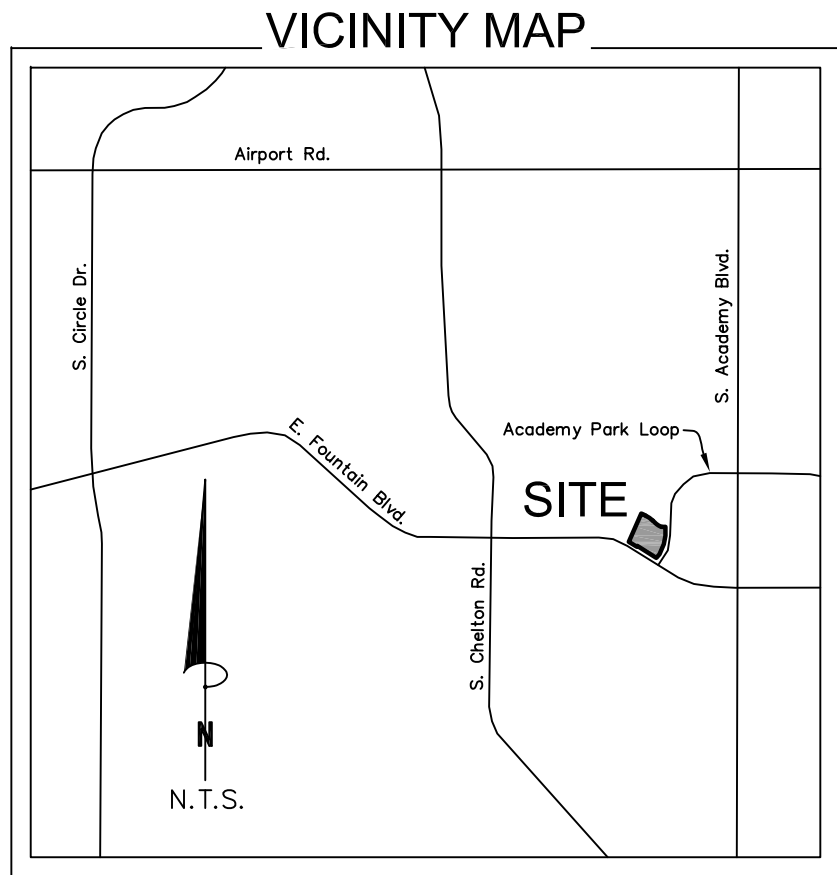 VICINITY MAP
Airport Rd.
S. Circle Dr.
S. Academy Blvd.
E. Fountain Blvd.
Academy Park Loop
SITE
S. Chelton Rd.
N
N.T.S.